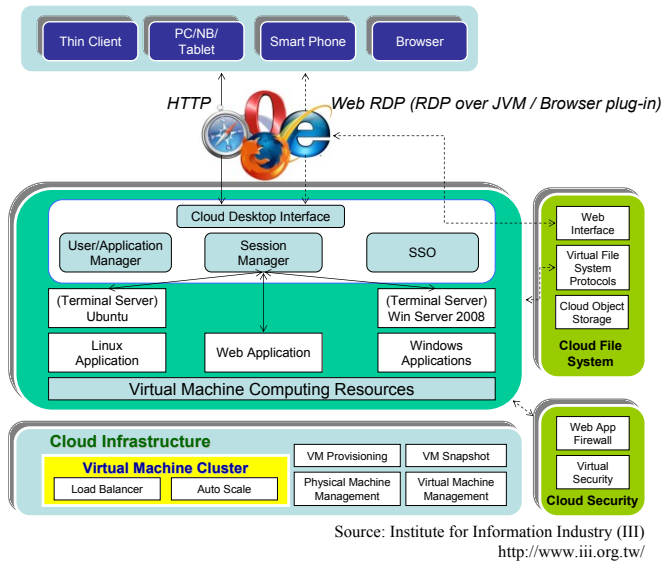 Thin Client
PC/NB/
Tablet
Smart Phone
Browser
HTTP
Web RDP (RDP over JVM / Browser plug-in)
Cloud Desktop Interface
User/Application
Manager
Session
Manager
SSO
(Terminal Server)
Ubuntu
(Terminal Server)
Win Server 2008
Linux
Application
Web Application
Windows
Applications
Virtual Machine Computing Resources
Web
Interface
Virtual File
System
Protocols
Cloud Object
Storage
Cloud File
System
Cloud Infrastructure
Virtual Machine Cluster
Load Balancer
Auto Scale
VM Provisioning
VM Snapshot
Physical Machine
Management
Virtual Machine
Management
Web App
Firewall
Virtual
Security
Cloud Security
Source: Institute for Information Industry (III)
http://www.iii.org.tw/